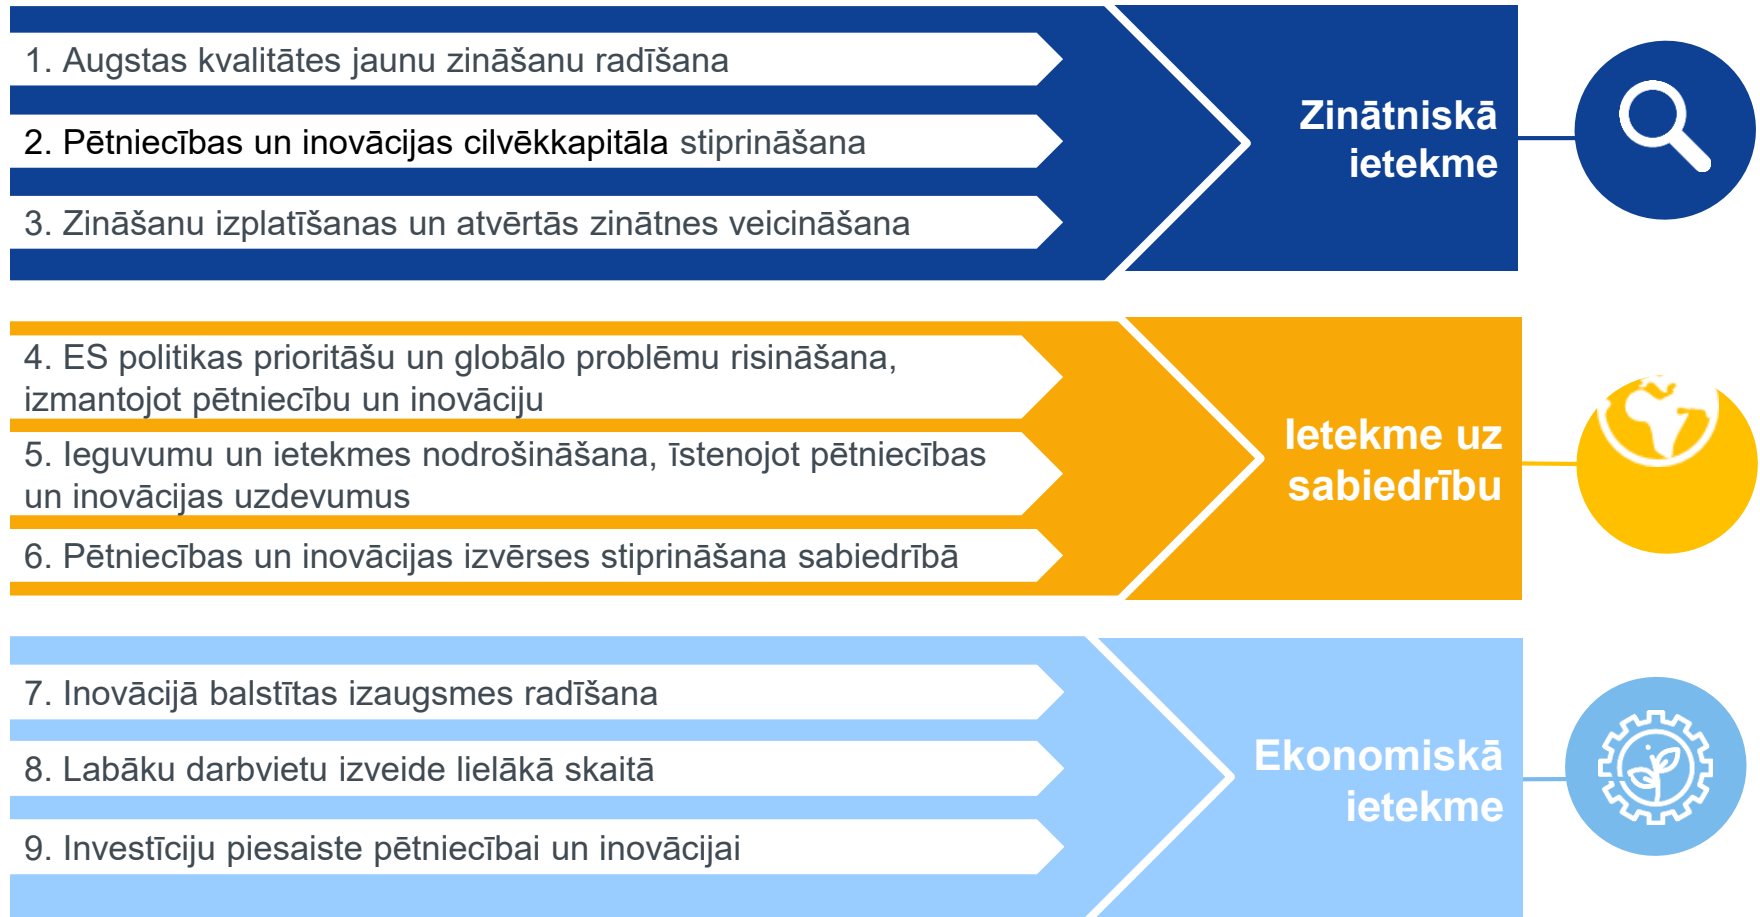 1. Augstas kvalitātes jaunu zināšanu radīšana
2. Pētniecības un inovācijas cilvēkkapitāla stiprināšana
3. Zināšanu izplatīšanas un atvērtās zinātnes veicināšana
Zinātniskā
ietekme
4. ES politikas prioritāšu un globālo problēmu risināšana,
izmantojot pētniecību un inovāciju
5. Ieguvumu un ietekmes nodrošināšana, īstenojot pētniecības
un inovācijas uzdevumus
6. Pētniecības un inovācijas izvērses stiprināšana sabiedrībā
Ietekme uz
sabiedrību
7. Inovācijā balstītas izaugsmes radīšana
8. Labāku darbvietu izveide lielākā skaitā
9. Investīciju piesaiste pētniecībai un inovācijai
Ekonomiskā
ietekme